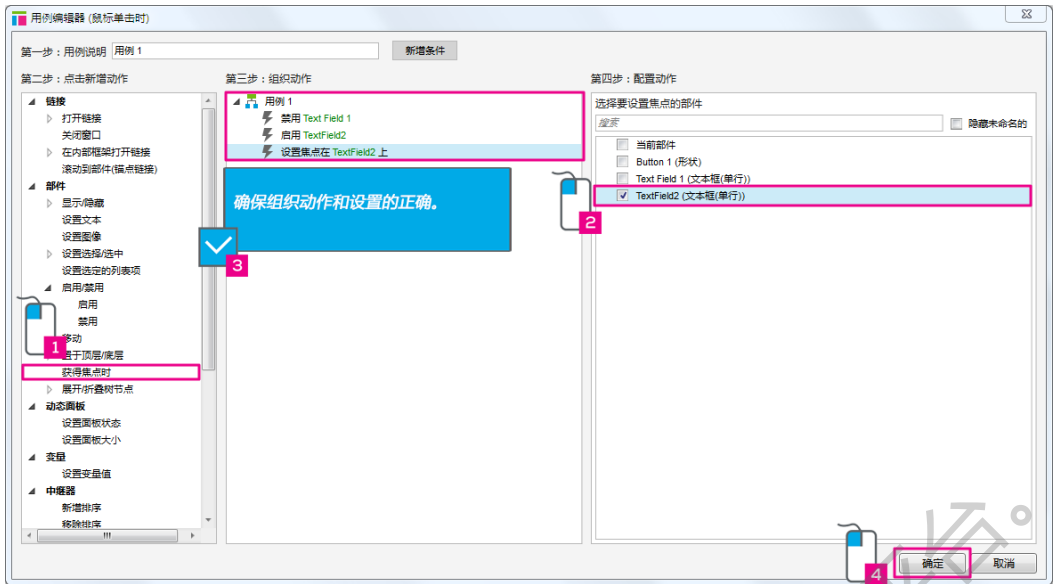 用例编辑器 (鼠标单击时)
第一步：用例说明 用例 1 新增条件
第二步：点击新增动作
链接
打开链接
关闭窗口
在内部框架打开链接
滚动到部件(锚点链接)
部件
显示/隐藏
设置文本
设置图像
设置选择/选中
设置选定的列表项
启用/禁用
启用
禁用
移动
置于顶层/底层
获得焦点时
展开/折叠树节点
动态面板
设置面板状态
设置面板大小
变量
设置变量值
中继器
新增排序
移除排序
第三步：组织动作
用例 1
禁用 Text Field 1
启用 TextField2
设置焦点在 TextField2 上
确保组织动作和设置的正确。
第四步：配置动作
选择要设置焦点的部件
搜索 隐藏未命名的
当前部件
Button 1 (形状)
Text Field 1 (文本框(单行))
TextField2 (文本框(单行))
1
2
3
4
确定 取消